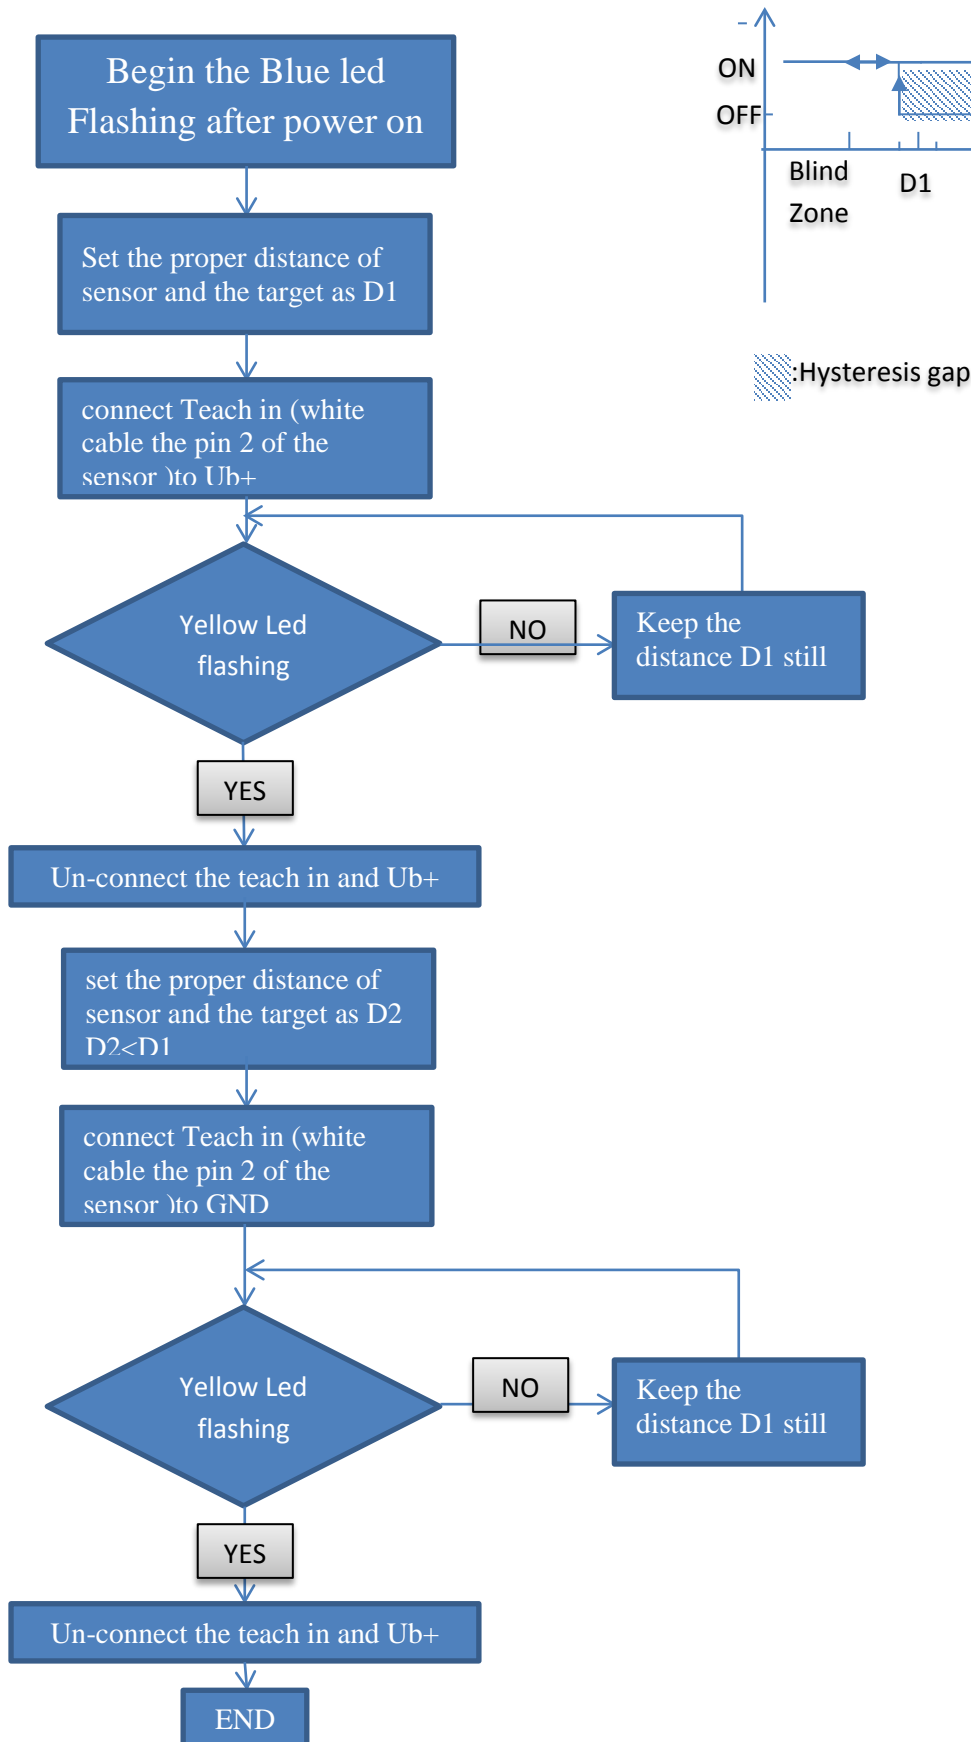 Begin the Blue led
Flashing after power on
Set the proper distance of
sensor and the target as D1
connect Teach in (white
cable the pin 2 of the
sensor )to Ub+
Yellow Led
flashing
NO
Keep the
distance D1 still
YES
Un-connect the teach in and Ub+
set the proper distance of
sensor and the target as D2
D2<D1
connect Teach in (white
cable the pin 2 of the
sensor )to GND
Yellow Led
flashing
NO
Keep the
distance D1 still
YES
Un-connect the teach in and Ub+
END
ON
OFF
Blind
Zone
D1
:Hysteresis gap